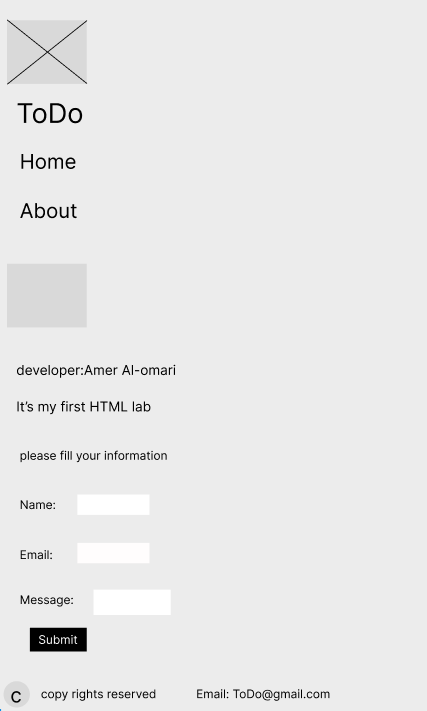 ToDo
Home
About
developer:Amer Al-omari
It's my first HTML lab
please fill your information
Name:
Email:
Message:
Submit
c copy rights reserved Email: ToDo@gmail.com